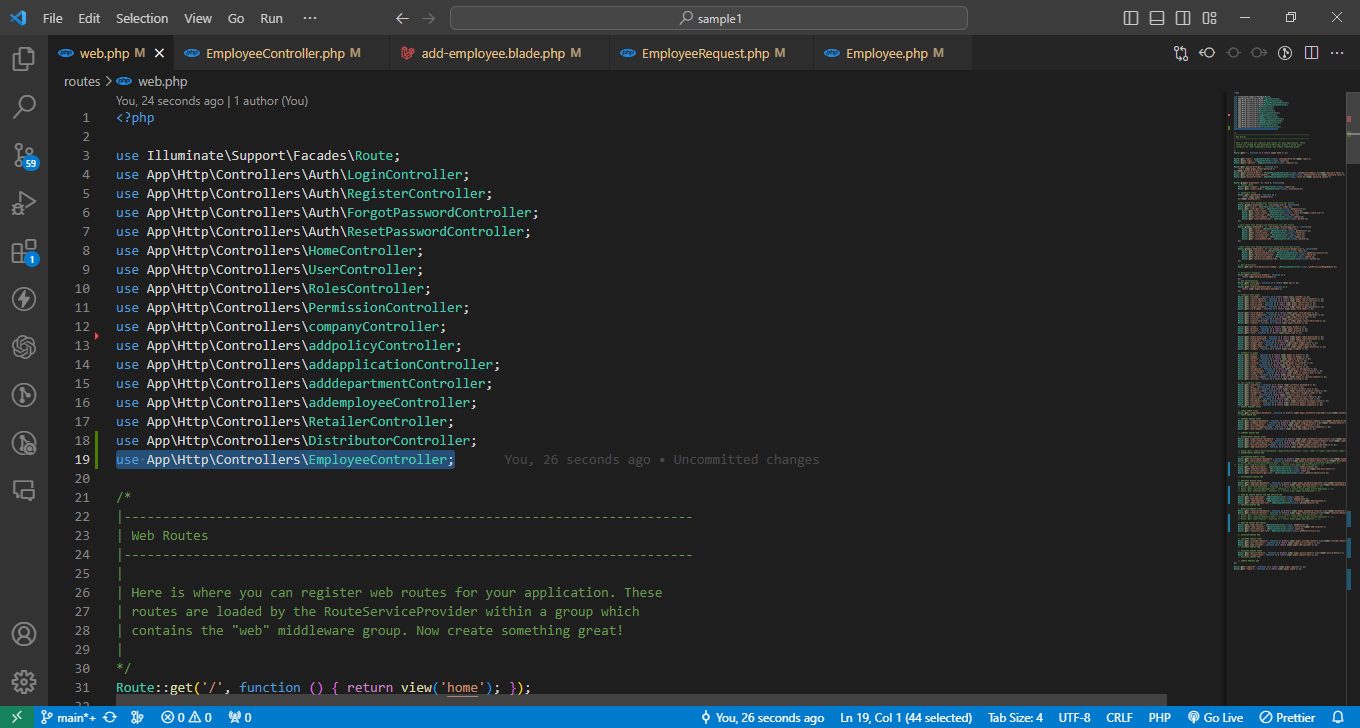 File Edit Selection View Go Run ··· sample1
web.php M EmployeeController.php M add-employee.blade.php M EmployeeRequest.php M Employee.php M
routes > web.php
You, 24 seconds ago | 1 author (You)
1 <?php
2
3 use Illuminate\Support\Facades\Route;
4 use App\Http\Controllers\Auth\LoginController;
5 use App\Http\Controllers\Auth\RegisterController;
6 use App\Http\Controllers\Auth\ForgotPasswordController;
7 use App\Http\Controllers\Auth\ResetPasswordController;
8 use App\Http\Controllers\HomeController;
9 use App\Http\Controllers\UserController;
10 use App\Http\Controllers\RolesController;
11 use App\Http\Controllers\PermissionController;
12 use App\Http\Controllers\companyController;
13 use App\Http\Controllers\addpolicyController;
14 use App\Http\Controllers\addapplicationController;
15 use App\Http\Controllers\adddepartmentController;
16 use App\Http\Controllers\addemployeeController;
17 use App\Http\Controllers\RetailerController;
18 use App\Http\Controllers\DistributorController;
19 use App\Http\Controllers\EmployeeController; You, 26 seconds ago • Uncommitted changes
20
21 /*
22 |--------------------------------------------------------------------------
23 | Web Routes
24 |--------------------------------------------------------------------------
25 |
26 | Here is where you can register web routes for your application. These
27 | routes are loaded by the RouteServiceProvider within a group which
28 | contains the "web" middleware group. Now create something great!
29 |
30 */
31 Route::get('/', function () { return view('home'); });
59
1
main*+ 0 0 0 You, 26 seconds ago Ln 19, Col 1 (44 selected) Tab Size: 4 UTF-8 CRLF PHP Go Live Prettier